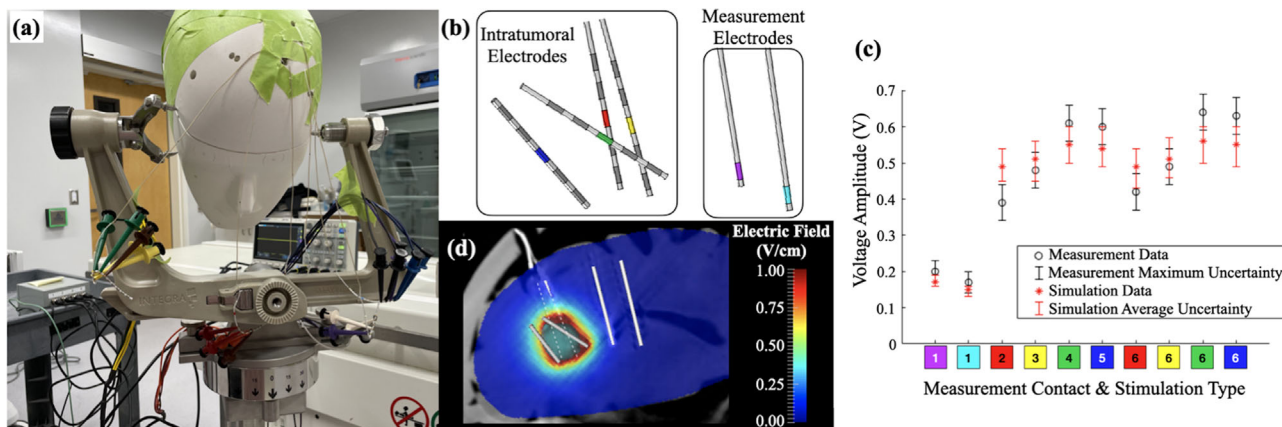 (a)
INTEGRA
(b)
Intratumoral
Electrodes
Measurement
Electrodes
(d)
Electric Field
(V/cm)
1.00
0.75
0.50
0.25
0.00
(c)
Voltage Amplitude (V)
0.7
0.6
0.5
0.4
0.3
0.2
0.1
0
Measurement Data
Measurement Maximum Uncertainty
Simulation Data
Simulation Average Uncertainty
1 1 2 3 4 5 6 6 6 6
Measurement Contact & Stimulation Type